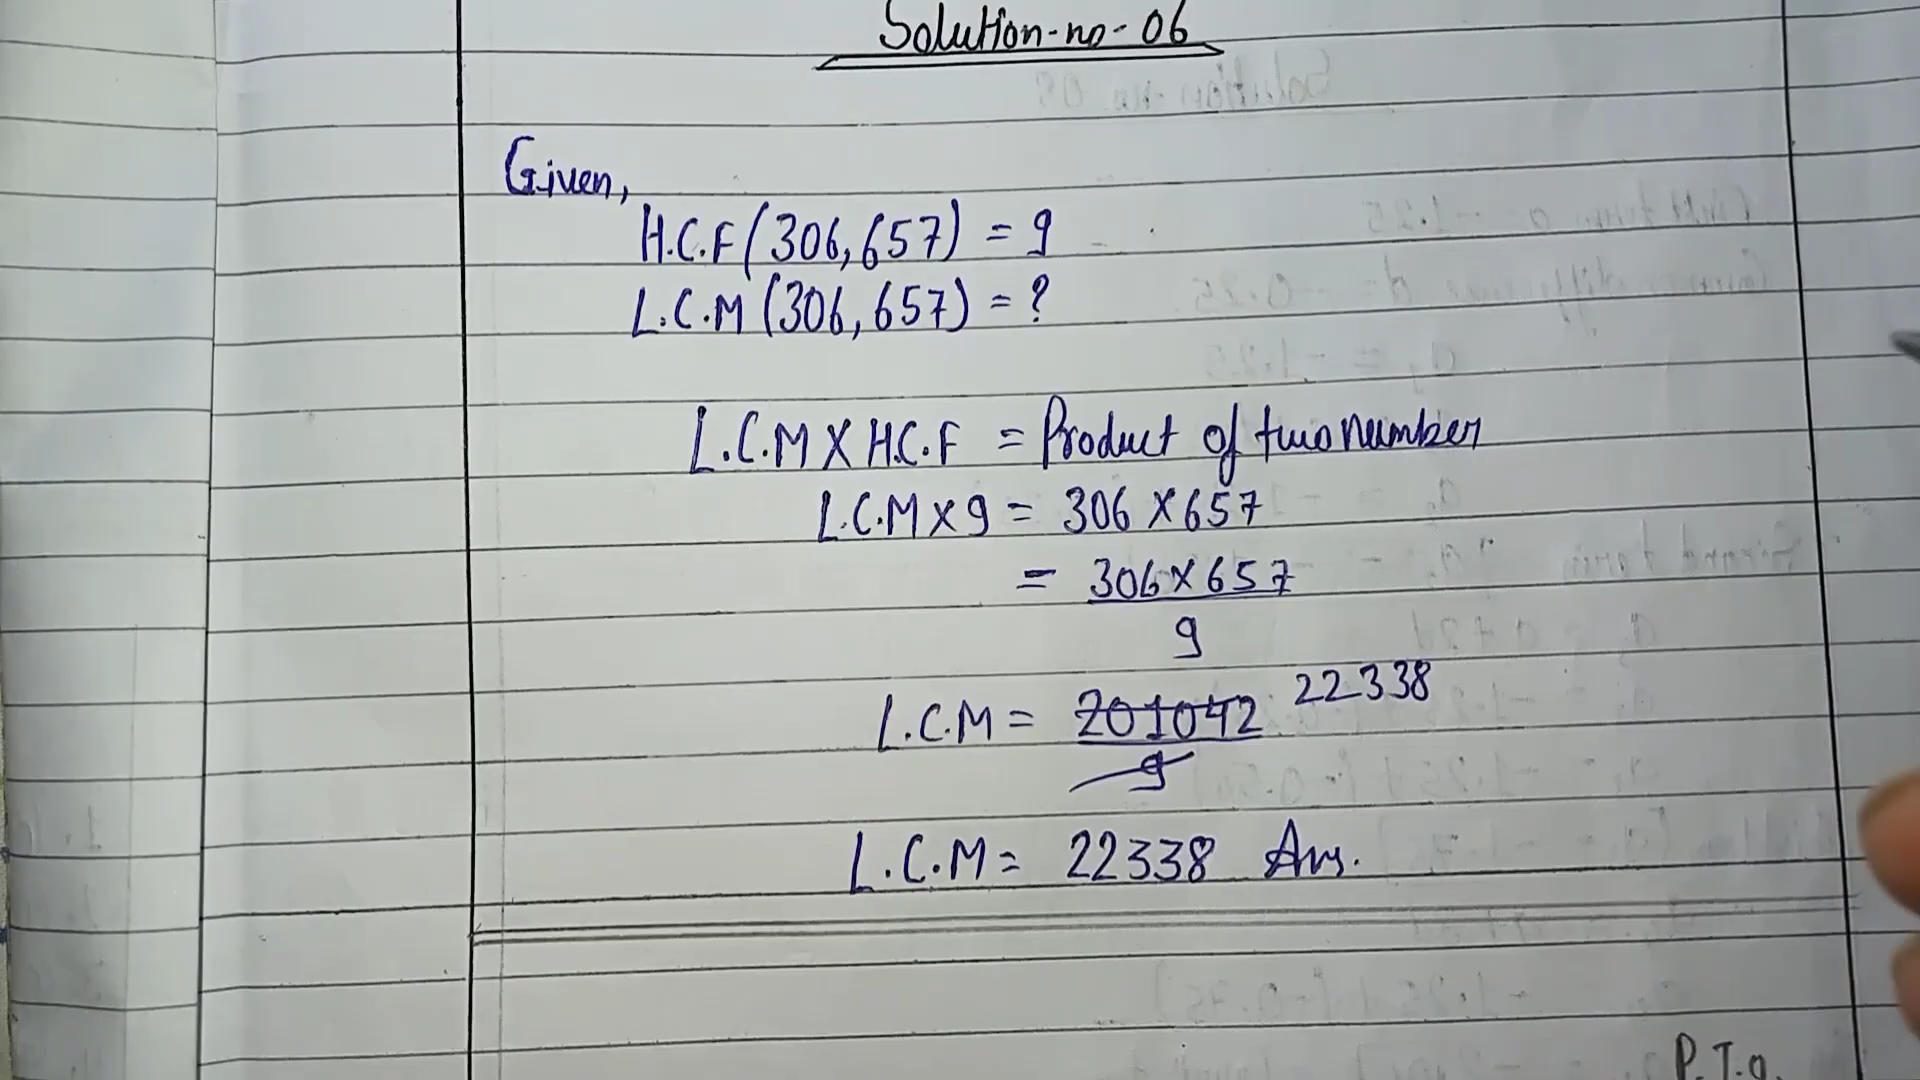 Solution-no-06
Given,
H.C.F(306,657) = 9
L.C.M(306,657) = ?
L.C.M X H.C.F = Product of two number
L.C.M x 9 = 306 X 657
= 306 X 657
9
22338
L.C.M = 201042
9
L.C.M = 22338 Ans.
P.T.O.